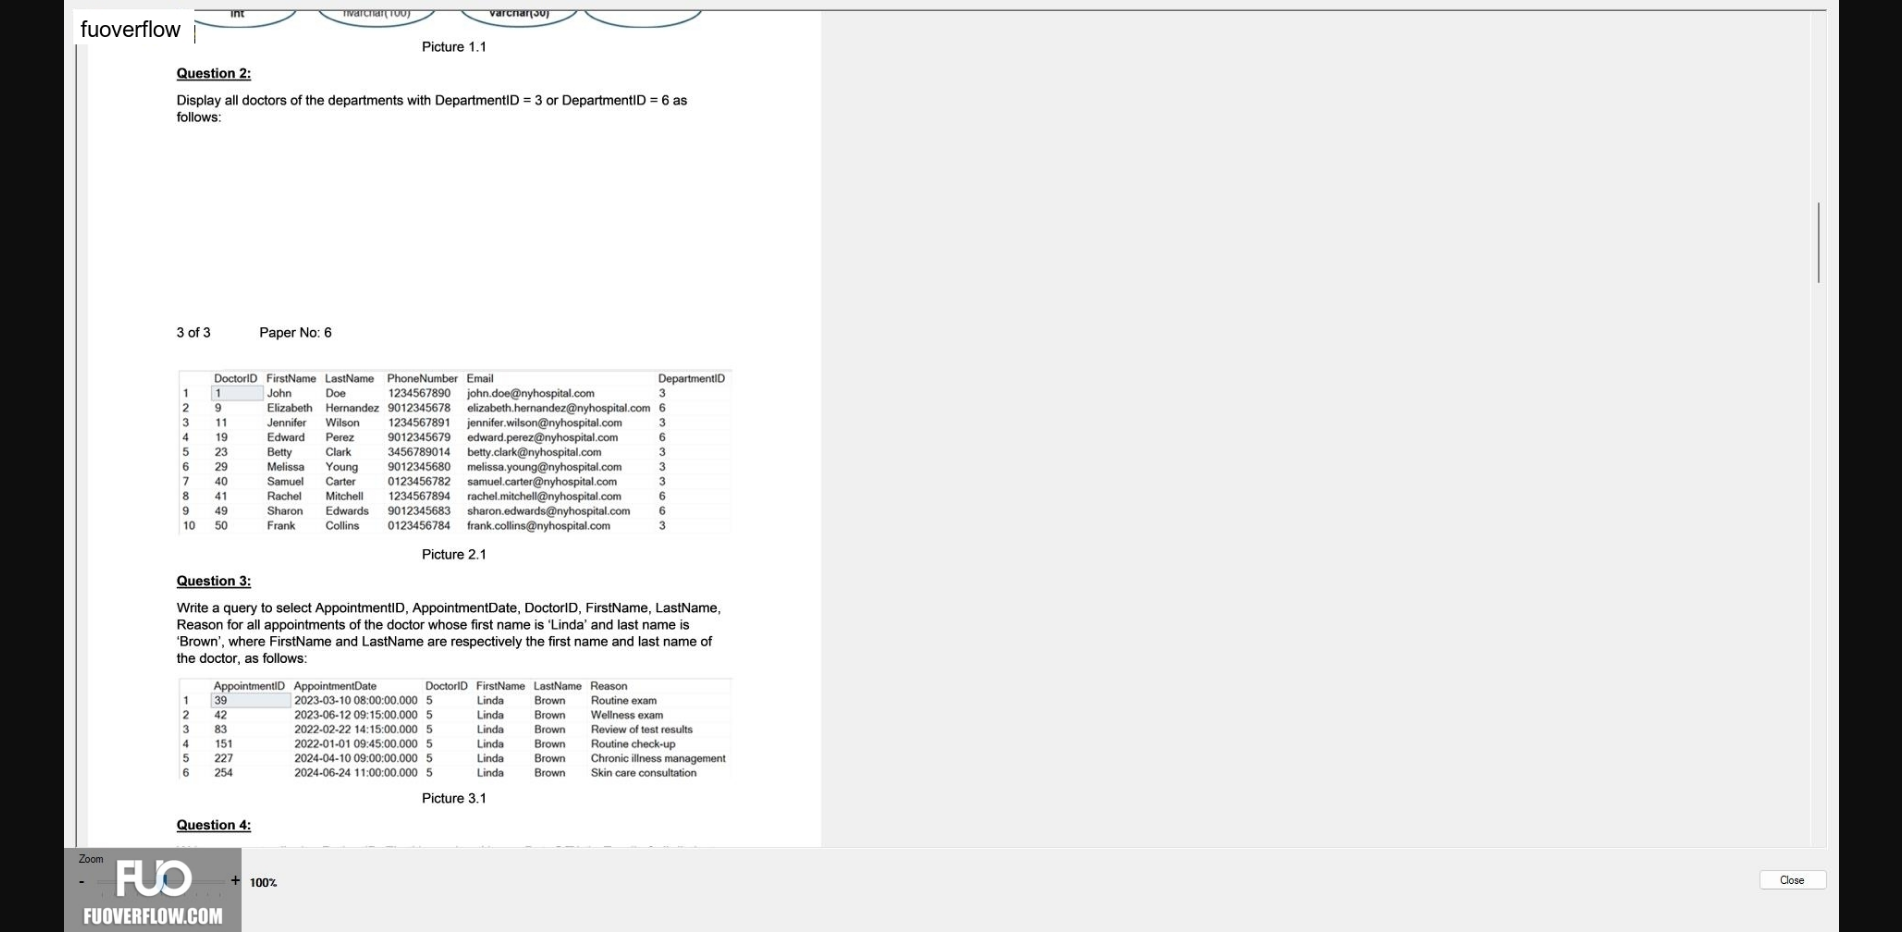 fuoverflow
int nvarchar(100) varchar(30)
Picture 1.1
Question 2:
Display all doctors of the departments with DepartmentID = 3 or DepartmentID = 6 as
follows:
3 of 3 Paper No: 6
DoctorID FirstName LastName PhoneNumber Email DepartmentID
1 1 John Doe 1234567890 john.doe@nyhospital.com 3
2 9 Elizabeth Hernandez 9012345678 elizabeth.hernandez@nyhospital.com 6
3 11 Jennifer Wilson 1234567891 jennifer.wilson@nyhospital.com 3
4 19 Edward Perez 9012345679 edward.perez@nyhospital.com 6
5 23 Betty Clark 3456789014 betty.clark@nyhospital.com 3
6 29 Melissa Young 9012345680 melissa.young@nyhospital.com 3
7 40 Samuel Carter 0123456782 samuel.carter@nyhospital.com 3
8 41 Rachel Mitchell 1234567894 rachel.mitchell@nyhospital.com 6
9 49 Sharon Edwards 9012345683 sharon.edwards@nyhospital.com 6
10 50 Frank Collins 0123456784 frank.collins@nyhospital.com 3
Picture 2.1
Question 3:
Write a query to select AppointmentID, AppointmentDate, DoctorID, FirstName, LastName,
Reason for all appointments of the doctor whose first name is ‘Linda’ and last name is
‘Brown’, where FirstName and LastName are respectively the first name and last name of
the doctor, as follows:
AppointmentID AppointmentDate DoctorID FirstName LastName Reason
1 39 2023-03-10 08:00:00.000 5 Linda Brown Routine exam
2 42 2023-06-12 09:15:00.000 5 Linda Brown Wellness exam
3 83 2022-02-22 14:15:00.000 5 Linda Brown Review of test results
4 151 2022-01-01 09:45:00.000 5 Linda Brown Routine check-up
5 227 2024-04-10 09:00:00.000 5 Linda Brown Chronic illness management
6 254 2024-06-24 11:00:00.000 5 Linda Brown Skin care consultation
Picture 3.1
Question 4:
Zoom
- + 100%
FUO
FUOVERFLOW.COM
Close